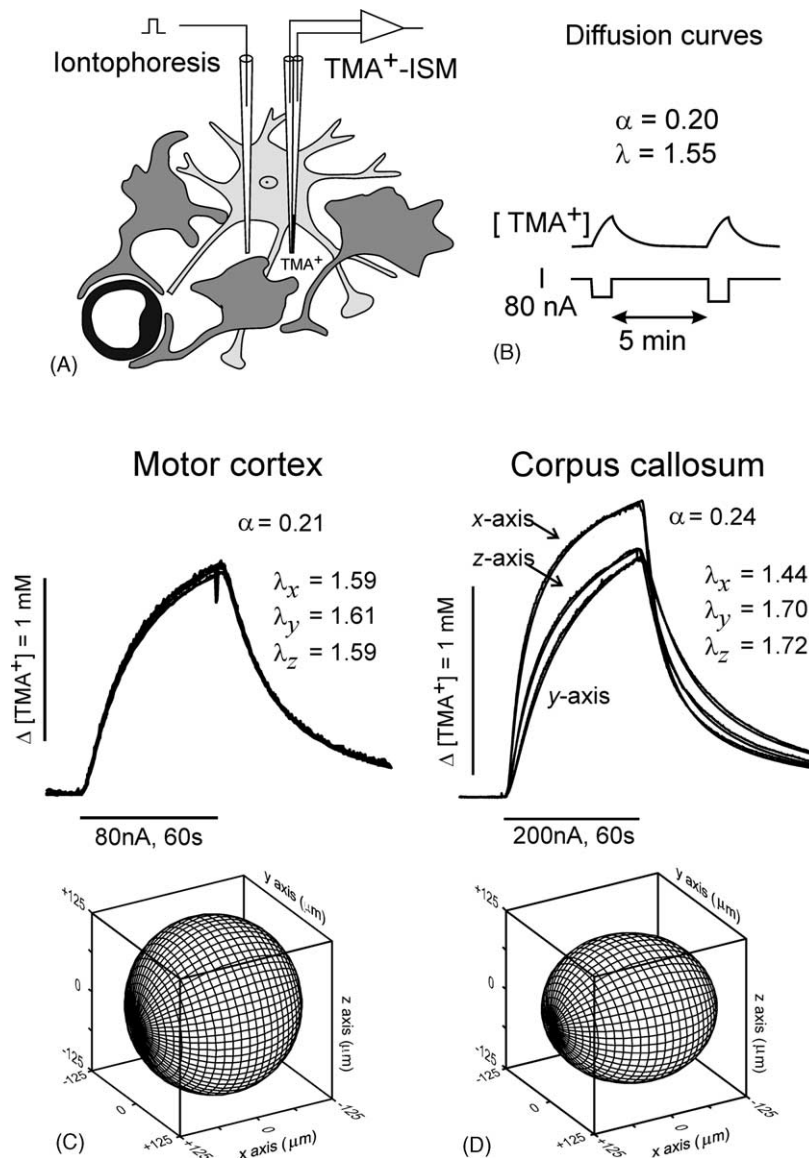 Iontophoresis
TMA⁺-ISM
TMA⁺
(A)
Diffusion curves
α = 0.20
λ = 1.55
[ TMA⁺]
I
80 nA
5 min
(B)
Motor cortex
α = 0.21
λx = 1.59
λy = 1.61
λz = 1.59
Δ [TMA⁺] = 1 mM
80nA, 60s
+125
0
-125
y axis (μm)
z axis (μm)
-125
0
+125
+125
0
-125
x axis (μm)
(C)
Corpus callosum
x-axis
z-axis
y-axis
α = 0.24
λx = 1.44
λy = 1.70
λz = 1.72
Δ [TMA⁺] = 1 mM
200nA, 60s
+125
0
-125
y axis (μm)
z axis (μm)
-125
0
+125
+125
0
-125
x axis (μm)
(D)